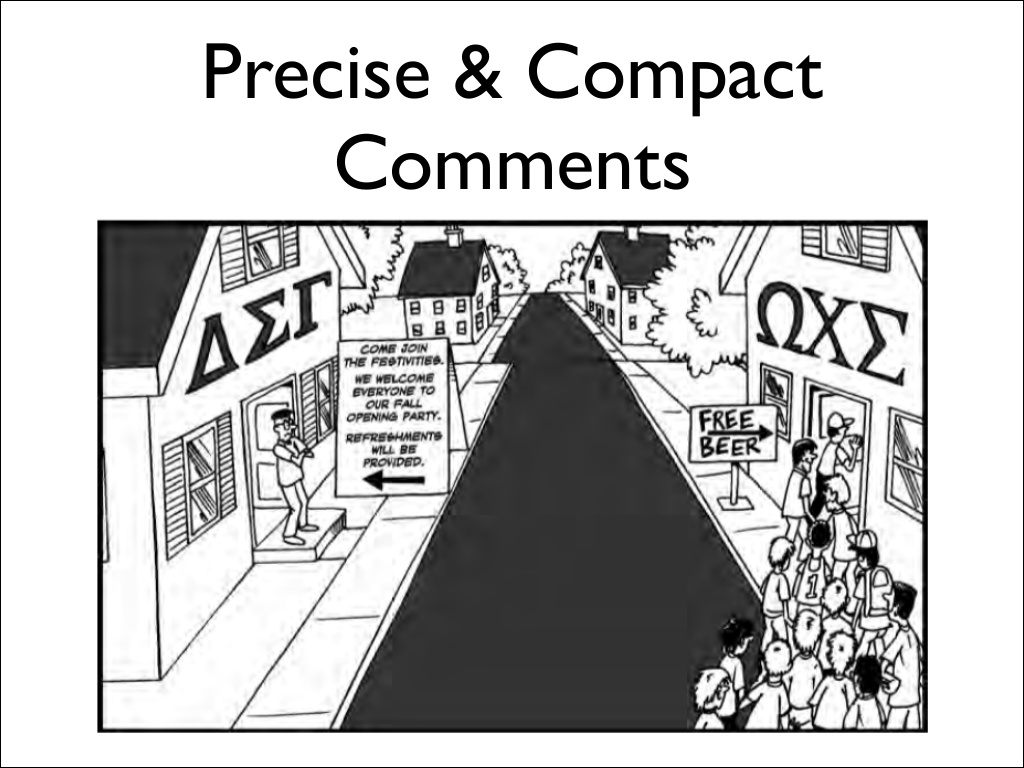 Precise & Compact
Comments
ΔΣΓ
COME JOIN
THE FESTIVITIES.
WE WELCOME
EVERYONE TO
OUR FALL
OPENING PARTY.
REFRESHMENTS
WILL BE
PROVIDED.
ΩΧΣ
FREE
BEER
1